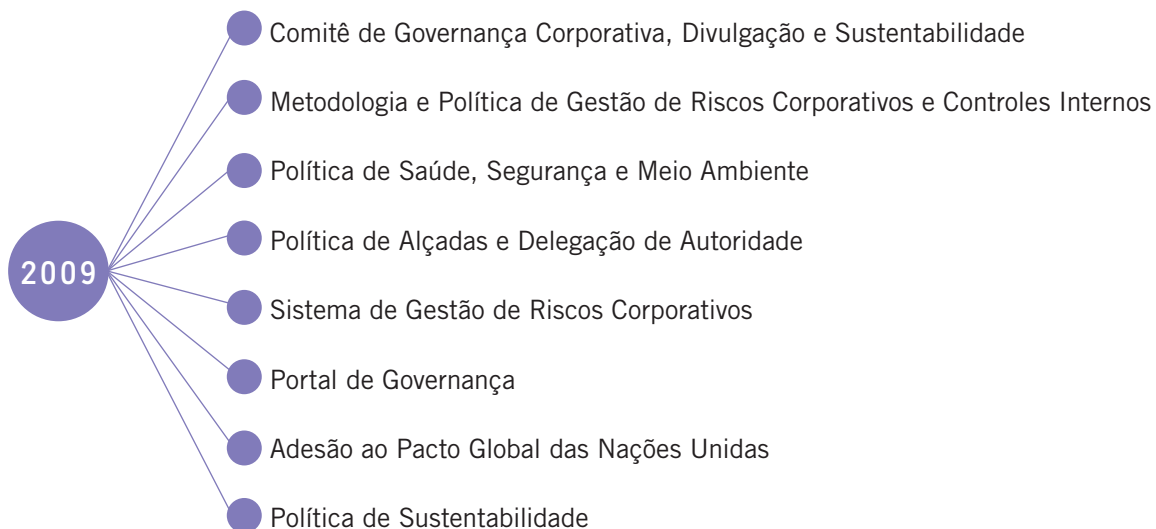 Comitê de Governança Corporativa, Divulgação e Sustentabilidade
Metodologia e Política de Gestão de Riscos Corporativos e Controles Internos
Política de Saúde, Segurança e Meio Ambiente
Política de Alçadas e Delegação de Autoridade
2009
Sistema de Gestão de Riscos Corporativos
Portal de Governança
Adesão ao Pacto Global das Nações Unidas
Política de Sustentabilidade